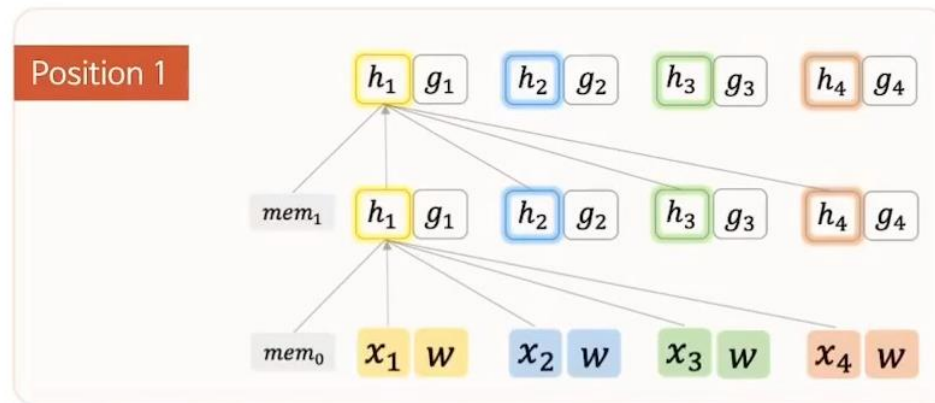 Position 1
h₁ g₁ h₂ g₂ h₃ g₃ h₄ g₄
mem₁ h₁ g₁ h₂ g₂ h₃ g₃ h₄ g₄
mem₀ x₁ w x₂ w x₃ w x₄ w